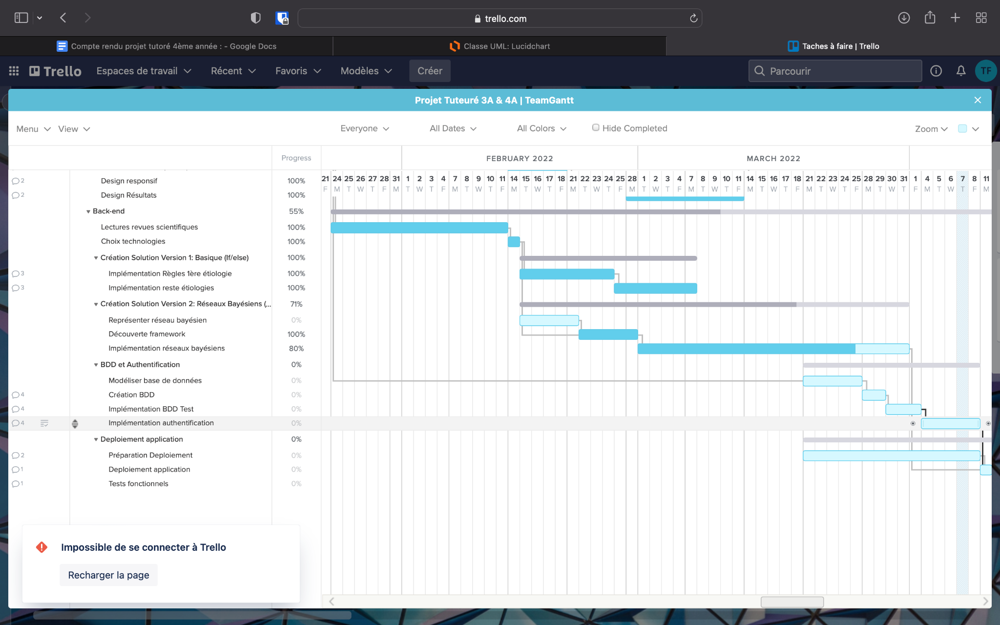 trello.com
Compte rendu projet tutoré 4ème année : - Google Docs
Classe UML: Lucidchart
Taches à faire | Trello
Trello Espaces de travail Récent Favoris Modèles Créer Parcourir TF
Projet Tuteuré 3A & 4A | TeamGantt
Menu View Everyone All Dates All Colors Hide Completed Zoom
Progress FEBRUARY 2022 MARCH 2022
21 24 25 26 27 28 31 1 2 3 4 7 8 9 10 11 14 15 16 17 18 21 22 23 24 25 28 1 2 3 4 7 8 9 10 11 14 15 16 17 18 21 22 23 24 25 28 29 30 31 1 4 5 6 7 8 11
F M T W T F M T W T F M T W T F M T W T F M T W T F M T W T F M T W T F M T W T F M T W T F M T W T F M T W T F M
2 Design responsif 100%
2 Design Résultats 100%
Back-end 55%
Lectures revues scientifiques 100%
Choix technologies 100%
Création Solution Version 1: Basique (If/else) 100%
3 Implémentation Règles 1ère étiologie 100%
3 Implémentation reste étiologies 100%
Création Solution Version 2: Réseaux Bayésiens (... 71%
Représenter réseau bayésien 0%
Découverte framework 100%
Implémentation réseaux bayésiens 80%
BDD et Authentification 0%
Modéliser base de données 0%
4 Création BDD 0%
4 Implémentation BDD Test 0%
4 Implémentation authentification 0%
Deploiement application 0%
2 Préparation Deploiement 0%
1 Deploiement application 0%
1 Tests fonctionnels 0%
Impossible de se connecter à Trello
Recharger la page